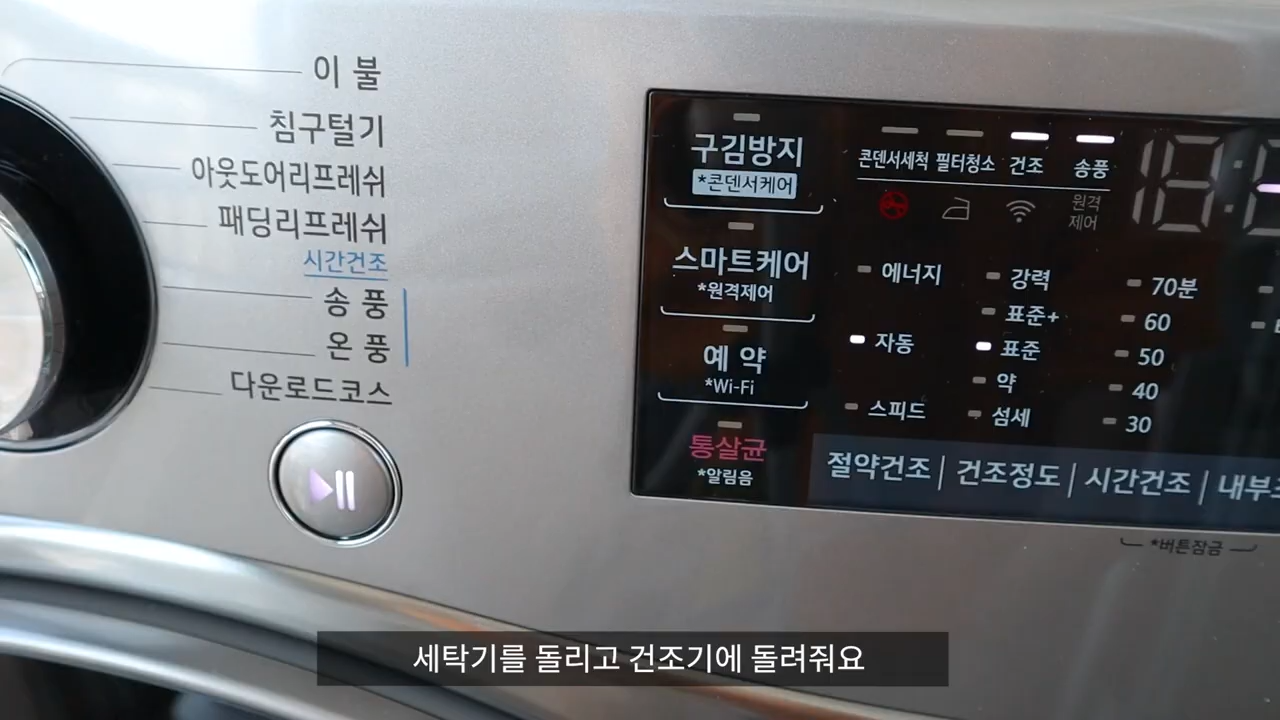 이 불
침구털기
아웃도어리프레쉬
패딩리프레쉬
시간건조
송 풍
온 풍
다운로드코스
구김방지
*콘덴서케어
스마트케어
*원격제어
예 약
*Wi-Fi
통살균
*알림음
콘덴서세척 필터청소 건조 송풍
원격
제어
에너지
자동
스피드
강력
표준+
표준
약
섬세
70분
60
50
40
30
절약건조 | 건조정도 | 시간건조 |
*버튼잠금
세탁기를 돌리고 건조기에 돌려줘요